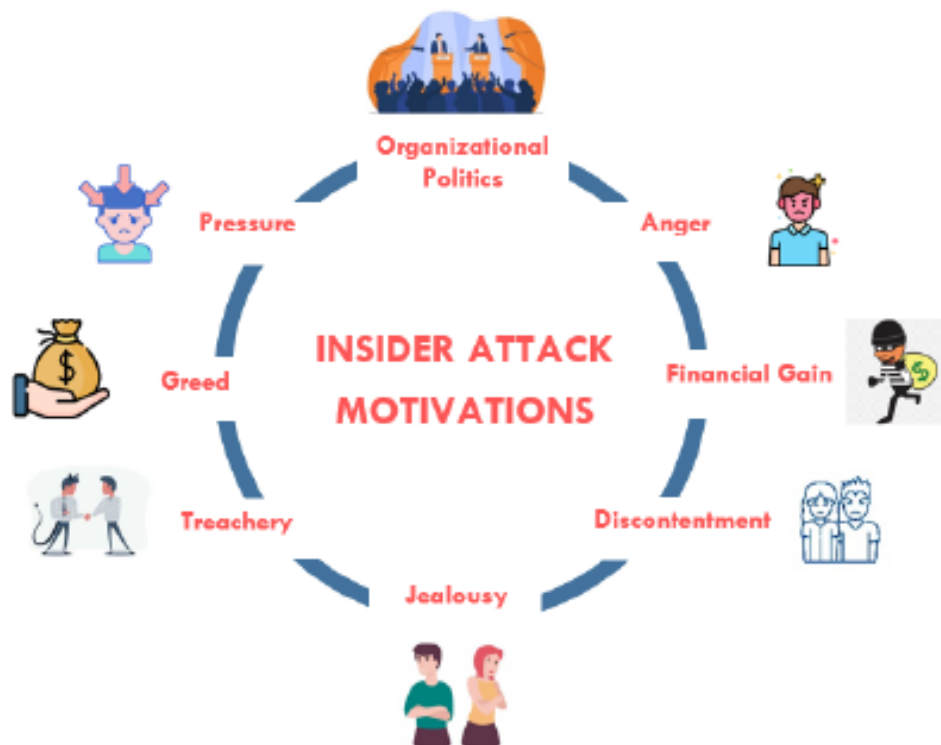 Organizational
Politics
Pressure
Anger
INSIDER ATTACK
MOTIVATIONS
Greed
Financial Gain
Treachery
Discontentment
Jealousy